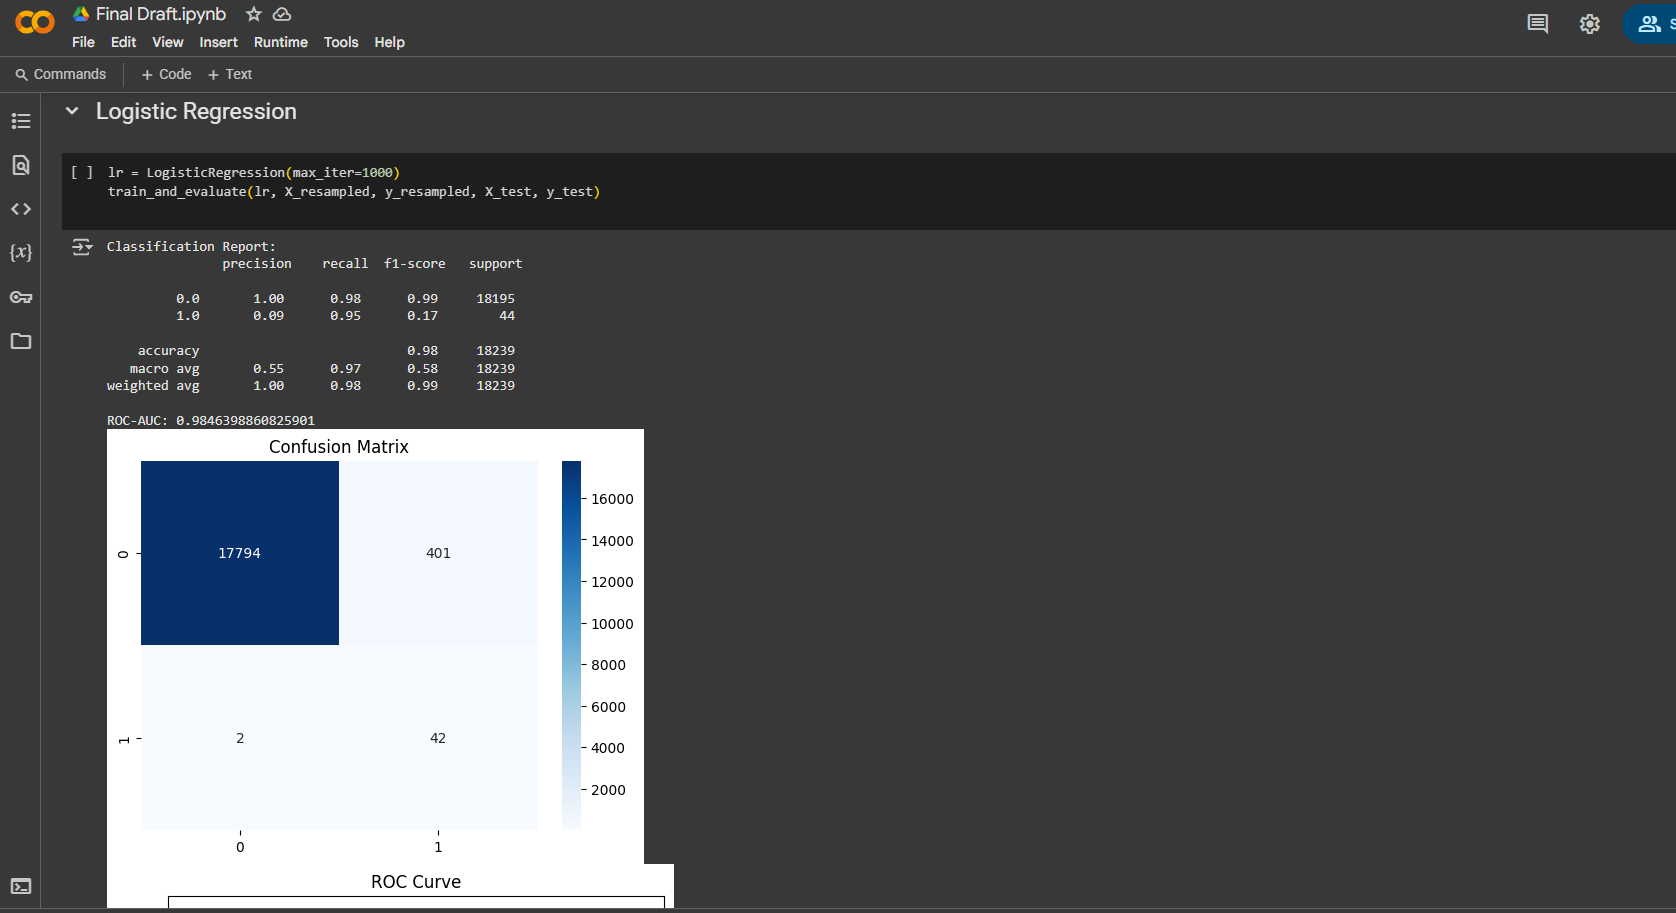 Final Draft.ipynb
File Edit View Insert Runtime Tools Help
Commands + Code + Text
Logistic Regression
[ ] lr = LogisticRegression(max_iter=1000)
train_and_evaluate(lr, X_resampled, y_resampled, X_test, y_test)
{x}
Classification Report:
precision recall f1-score support
0.0 1.00 0.98 0.99 18195
1.0 0.09 0.95 0.17 44
accuracy 0.98 18239
macro avg 0.55 0.97 0.58 18239
weighted avg 1.00 0.98 0.99 18239
ROC-AUC: 0.9846398860825901
Confusion Matrix
16000
14000
0 17794 401
12000
10000
8000
6000
1 2 42
4000
2000
0 1
ROC Curve